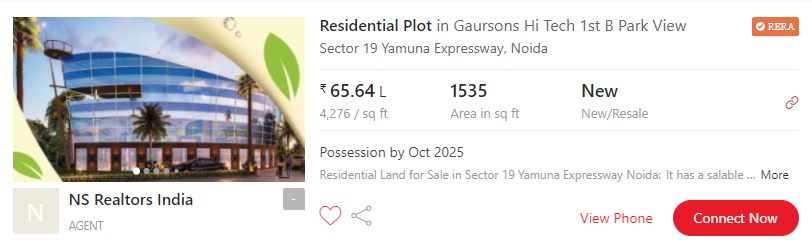 Residential Plot in Gaursons Hi Tech 1st B Park View
RERA
Sector 19 Yamuna Expressway, Noida
₹ 65.64 L
1535
New
4,276 / sq ft
Area in sq ft
New/Resale
Possession by Oct 2025
Residential Land for Sale in Sector 19 Yamuna Expressway Noida: It has a salable ... More
N
NS Realtors India
-
AGENT
View Phone
Connect Now